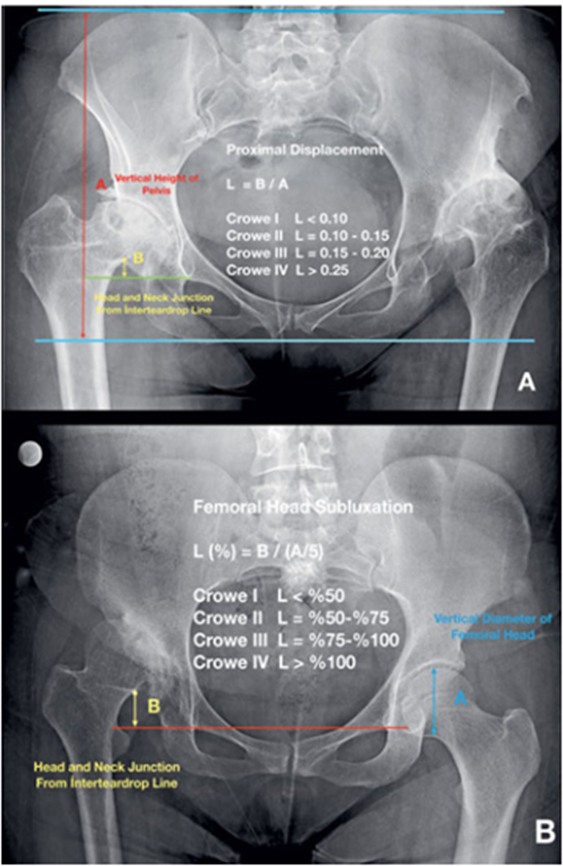 Proximal Displacement
L = B / A
A
Vertical Height of
Pelvis
Crowe I L < 0.10
Crowe II L = 0.10 - 0.15
Crowe III L = 0.15 - 0.20
Crowe IV L > 0.25
B
Head and Neck Junction
From İnterteardrop Line
A
Femoral Head Subluxation
L (%) = B / (A/5)
Crowe I L < %50
Crowe II L = %50-%75
Crowe III L = %75-%100
Crowe IV L > %100
Vertical Diameter of
Femoral Head
A
B
Head and Neck Junction
From İnterteardrop Line
B